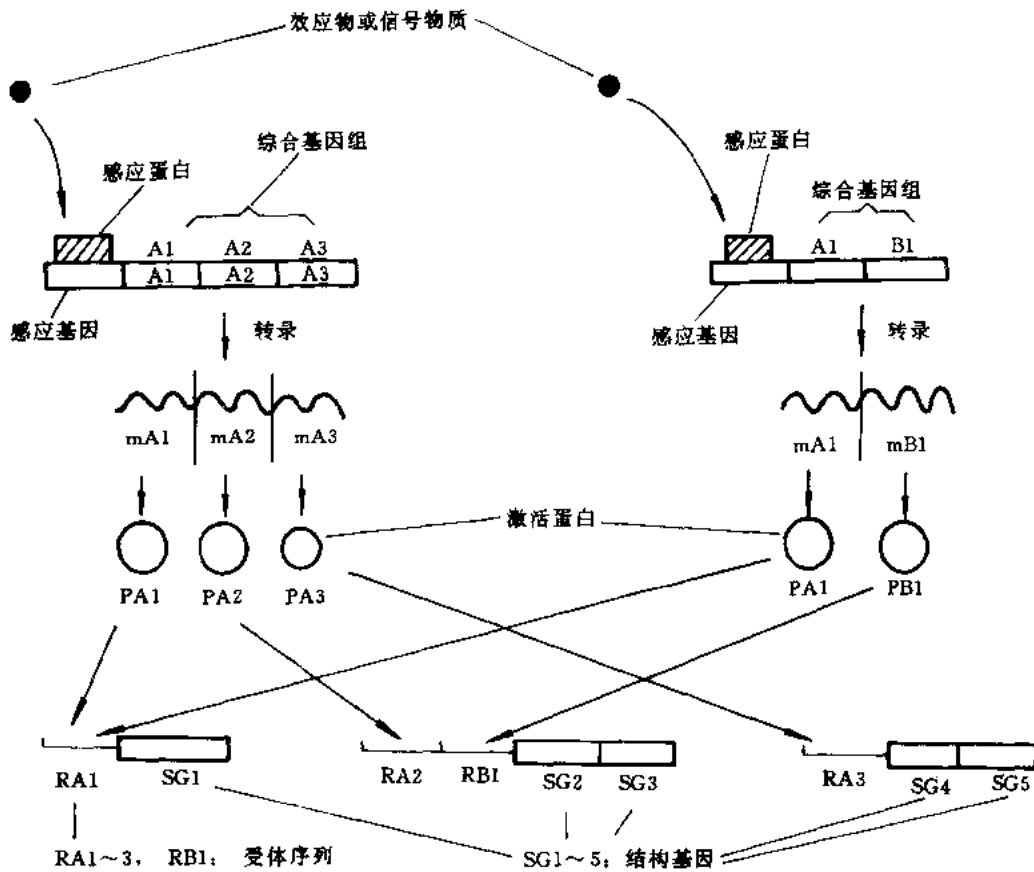 效应物或信号物质
感应蛋白
综合基因组
感应蛋白
综合基因组
A1 A2 A3
A1 B1
A1 A2 A3
感应基因
转录
感应基因
转录
mA1 mA2 mA3
mA1 mB1
激活蛋白
PA1 PA2 PA3
PA1 PB1
RA1 SG1
RA2 RB1 SG2 SG3
RA3 SG4 SG5
RA1~3, RB1: 受体序列
SG1~5: 结构基因